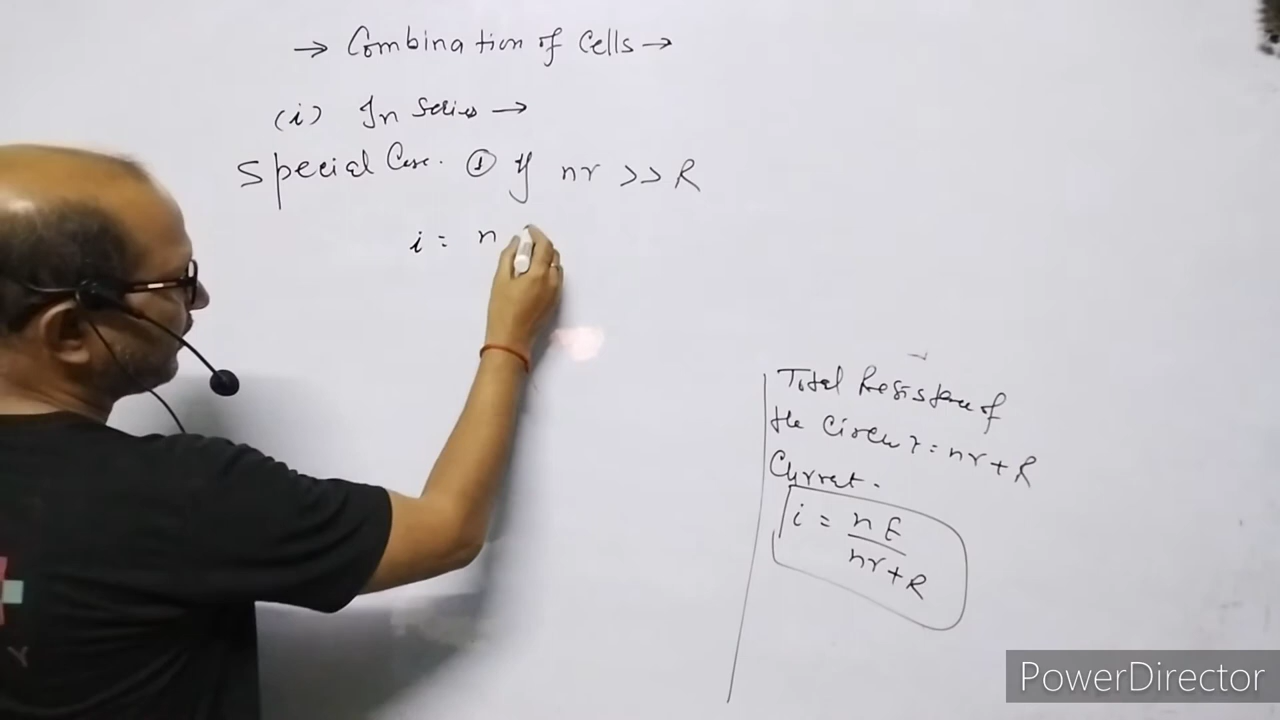 → Combination of Cells →
(i) In Series →
Special Case. ① If nr >> R
i = n
Total Resistance of
the Circuit = nr + R
Current.
i = nE / nr + R
PowerDirector
Y